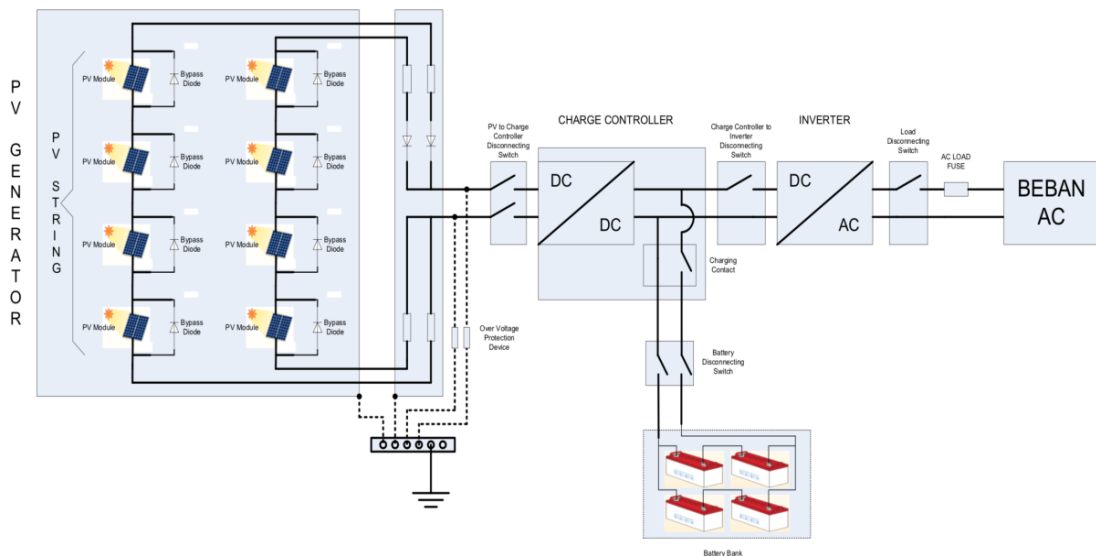 PV GENERATOR
PV STRING
PV Module
Bypass
Diode
PV Module
Bypass
Diode
PV Module
Bypass
Diode
PV Module
Bypass
Diode
PV Module
Bypass
Diode
PV Module
Bypass
Diode
PV Module
Bypass
Diode
PV Module
Bypass
Diode
Over Voltage
Protection
Device
PV to Charge
Controller
Disconnecting
Switch
CHARGE CONTROLLER
DC
DC
Charging
Contact
Battery
Disconnecting
Switch
Battery Bank
Charge Controller to
Inverter
Disconnecting
Switch
INVERTER
DC
AC
Load
Disconnecting
Switch
AC LOAD
FUSE
BEBAN
AC